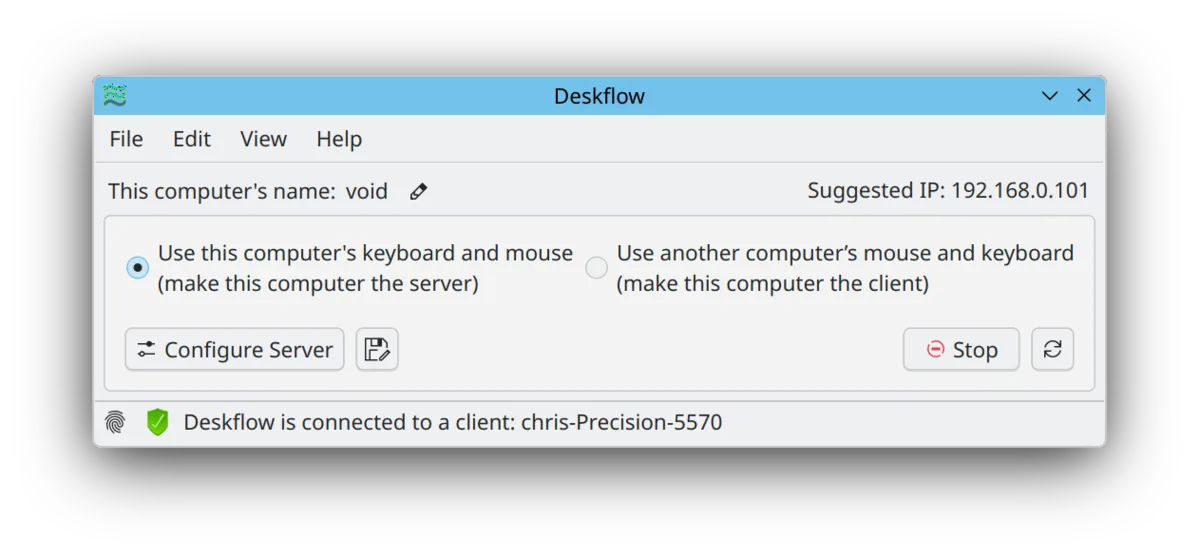 Deskflow
File Edit View Help
This computer's name: void
Suggested IP: 192.168.0.101
Use this computer's keyboard and mouse
(make this computer the server)
Use another computer’s mouse and keyboard
(make this computer the client)
Configure Server
Stop
Deskflow is connected to a client: chris-Precision-5570